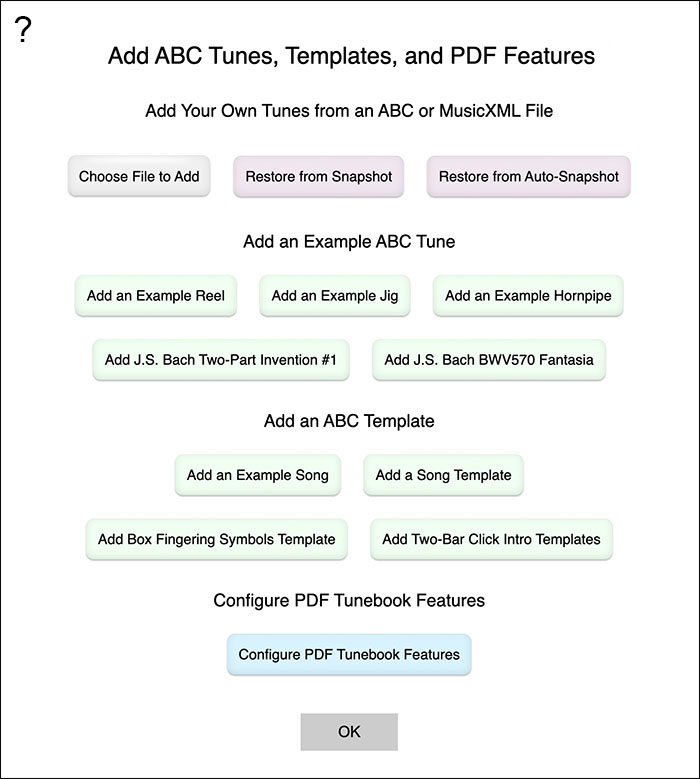 ?
Add ABC Tunes, Templates, and PDF Features
Add Your Own Tunes from an ABC or MusicXML File
Choose File to Add
Restore from Snapshot
Restore from Auto-Snapshot
Add an Example ABC Tune
Add an Example Reel
Add an Example Jig
Add an Example Hornpipe
Add J.S. Bach Two-Part Invention #1
Add J.S. Bach BWV570 Fantasia
Add an ABC Template
Add an Example Song
Add a Song Template
Add Box Fingering Symbols Template
Add Two-Bar Click Intro Templates
Configure PDF Tunebook Features
Configure PDF Tunebook Features
OK